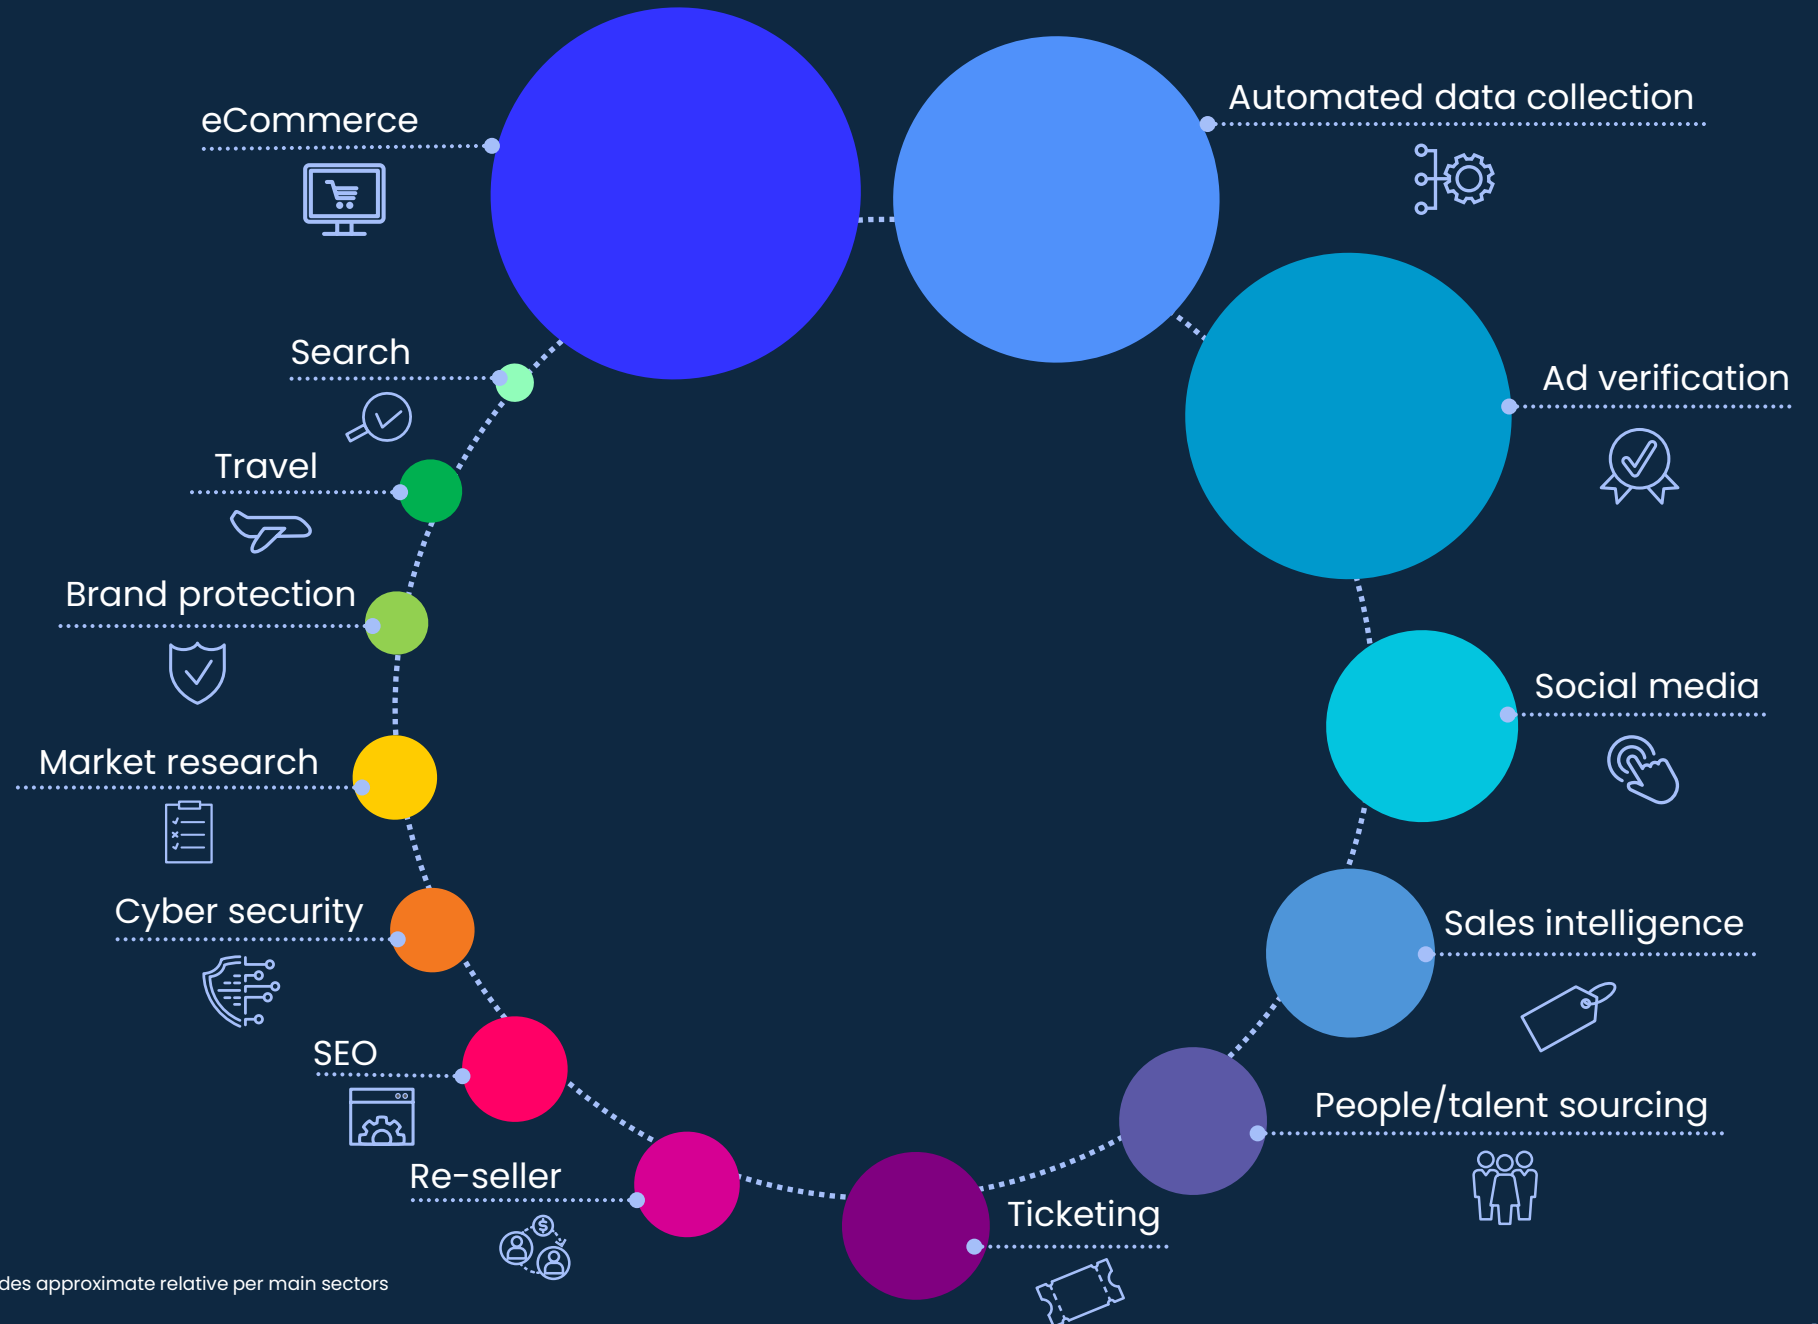 eCommerce
Automated data collection
Search
Ad verification
Travel
Brand protection
Social media
Market research
Cyber security
Sales intelligence
SEO
People/talent sourcing
Re-seller
Ticketing
approximate relative per main sectors